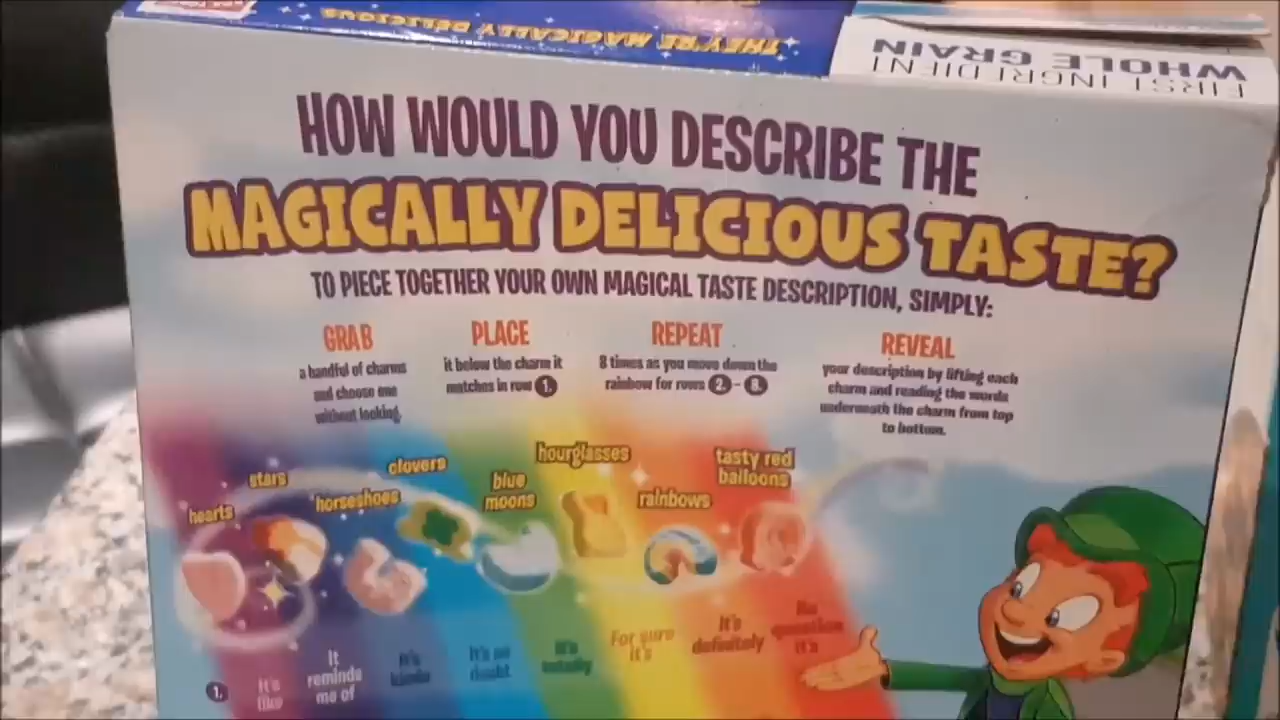 THEY'RE MAGICALLY DELICIOUS
FIRST INGREDIENT
WHOLE GRAIN
HOW WOULD YOU DESCRIBE THE
MAGICALLY DELICIOUS TASTE?
TO PIECE TOGETHER YOUR OWN MAGICAL TASTE DESCRIPTION, SIMPLY:
GRAB
a handful of charms
and choose one
without looking.
PLACE
it below the charm it
matches in row 1.
REPEAT
8 times as you move down the
rainbow for rows 2. - 8.
REVEAL
your description by lifting each
charm and reading the words
underneath the charm from top
to bottom.
hearts
stars
horseshoes
clovers
blue
moons
hourglasses
rainbows
tasty red
balloons
1.
It's
like
It
reminds
me of
It's
kinda
It's no
doubt
It's
totally
For sure
it's
It's
definitely
No
question
it's